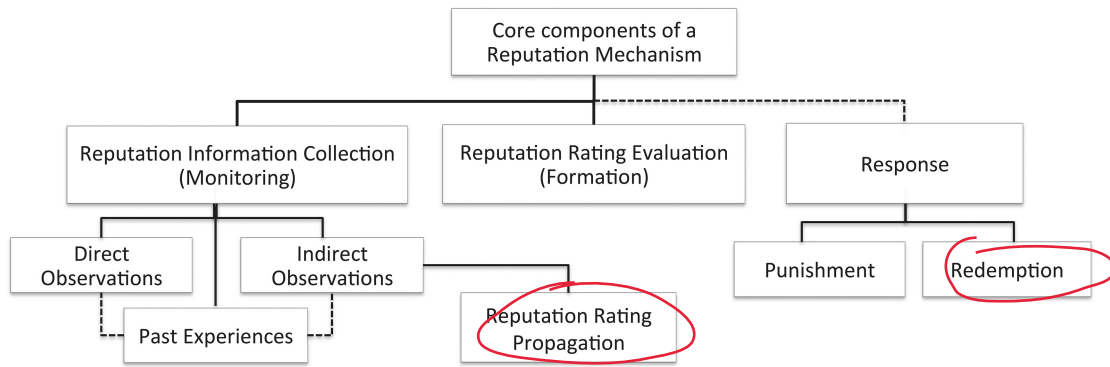 Core components of a
Reputation Mechanism
Reputation Information Collection
(Monitoring)
Reputation Rating Evaluation
(Formation)
Response
Direct
Observations
Indirect
Observations
Past Experiences
Reputation Rating
Propagation
Punishment
Redemption